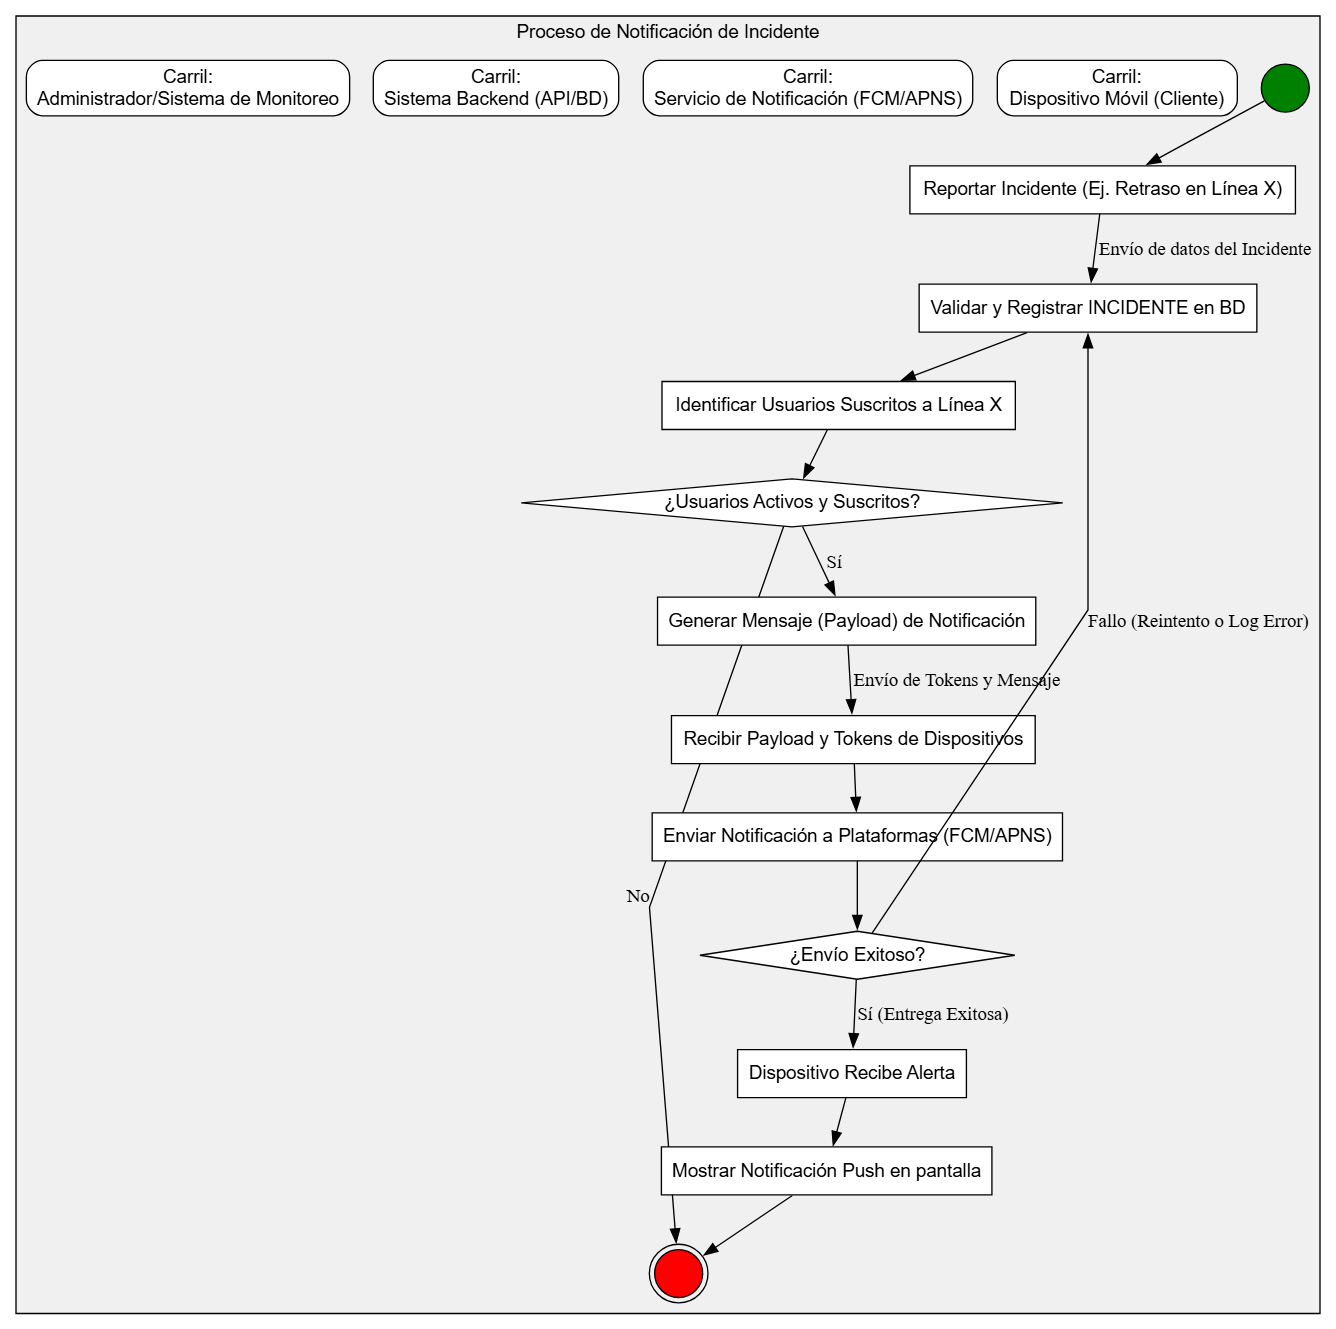 Proceso de Notificación de Incidente
Carril:
Administrador/Sistema de Monitoreo
Carril:
Sistema Backend (API/BD)
Carril:
Servicio de Notificación (FCM/APNS)
Carril:
Dispositivo Móvil (Cliente)
Reportar Incidente (Ej. Retraso en Línea X)
Envío de datos del Incidente
Validar y Registrar INCIDENTE en BD
Identificar Usuarios Suscritos a Línea X
¿Usuarios Activos y Suscritos?
Sí
Generar Mensaje (Payload) de Notificación
Fallo (Reintento o Log Error)
Envío de Tokens y Mensaje
Recibir Payload y Tokens de Dispositivos
Enviar Notificación a Plataformas (FCM/APNS)
No
¿Envío Exitoso?
Sí (Entrega Exitosa)
Dispositivo Recibe Alerta
Mostrar Notificación Push en pantalla